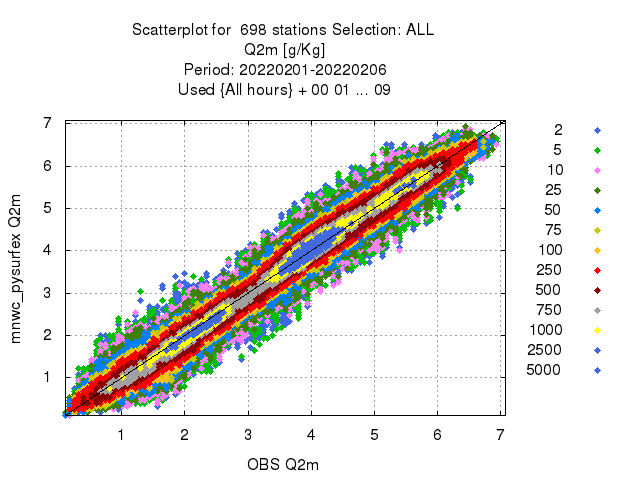 Scatterplot for  698 stations Selection: ALL
Q2m [g/Kg]
Period: 20220201-20220206
Used {All hours} + 00 01 ... 09
mnwc_pysurfex Q2m
7
6
5
4
3
2
1
1 2 3 4 5 6 7
OBS Q2m
2
5
10
25
50
75
100
250
500
750
1000
2500
5000